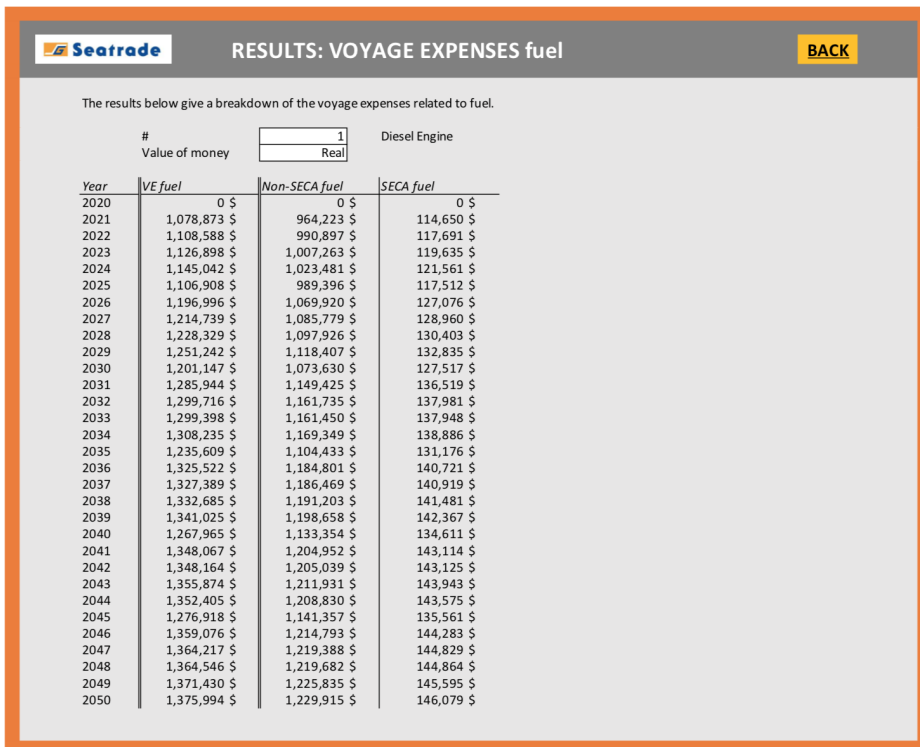 Seatrade RESULTS: VOYAGE EXPENSES fuel BACK
The results below give a breakdown of the voyage expenses related to fuel.
# 1 Diesel Engine
Value of money Real
Year VE fuel Non-SECA fuel SECA fuel
2020 0 $ 0 $ 0 $
2021 1,078,873 $ 964,223 $ 114,650 $
2022 1,108,588 $ 990,897 $ 117,691 $
2023 1,126,898 $ 1,007,263 $ 119,635 $
2024 1,145,042 $ 1,023,481 $ 121,561 $
2025 1,106,908 $ 989,396 $ 117,512 $
2026 1,196,996 $ 1,069,920 $ 127,076 $
2027 1,214,739 $ 1,085,779 $ 128,960 $
2028 1,228,329 $ 1,097,926 $ 130,403 $
2029 1,251,242 $ 1,118,407 $ 132,835 $
2030 1,201,147 $ 1,073,630 $ 127,517 $
2031 1,285,944 $ 1,149,425 $ 136,519 $
2032 1,299,716 $ 1,161,735 $ 137,981 $
2033 1,299,398 $ 1,161,450 $ 137,948 $
2034 1,308,235 $ 1,169,349 $ 138,886 $
2035 1,235,609 $ 1,104,433 $ 131,176 $
2036 1,325,522 $ 1,184,801 $ 140,721 $
2037 1,327,389 $ 1,186,469 $ 140,919 $
2038 1,332,685 $ 1,191,203 $ 141,481 $
2039 1,341,025 $ 1,198,658 $ 142,367 $
2040 1,267,965 $ 1,133,354 $ 134,611 $
2041 1,348,067 $ 1,204,952 $ 143,114 $
2042 1,348,164 $ 1,205,039 $ 143,125 $
2043 1,355,874 $ 1,211,931 $ 143,943 $
2044 1,352,405 $ 1,208,830 $ 143,575 $
2045 1,276,918 $ 1,141,357 $ 135,561 $
2046 1,359,076 $ 1,214,793 $ 144,283 $
2047 1,364,217 $ 1,219,388 $ 144,829 $
2048 1,364,546 $ 1,219,682 $ 144,864 $
2049 1,371,430 $ 1,225,835 $ 145,595 $
2050 1,375,994 $ 1,229,915 $ 146,079 $